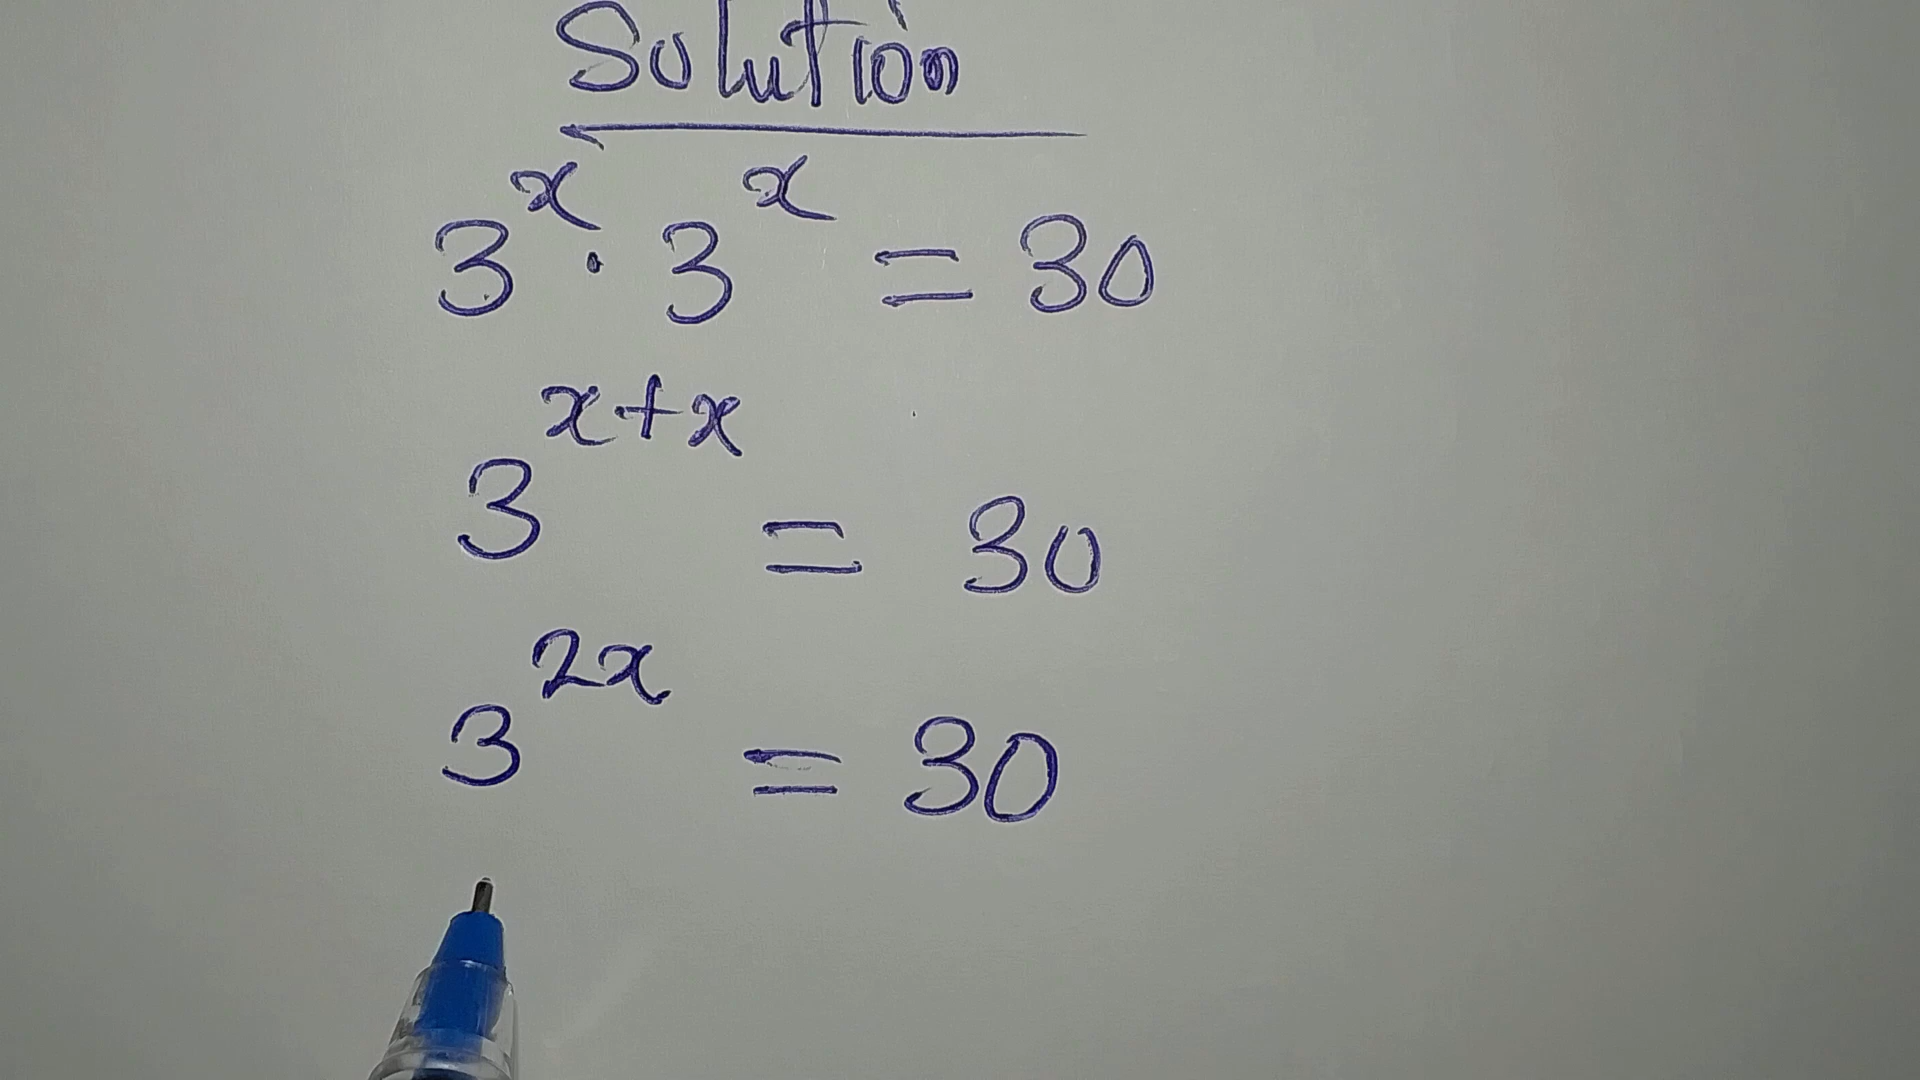 Solution
3^x · 3^x = 30
3^{x+x} = 30
3^{2x} = 30